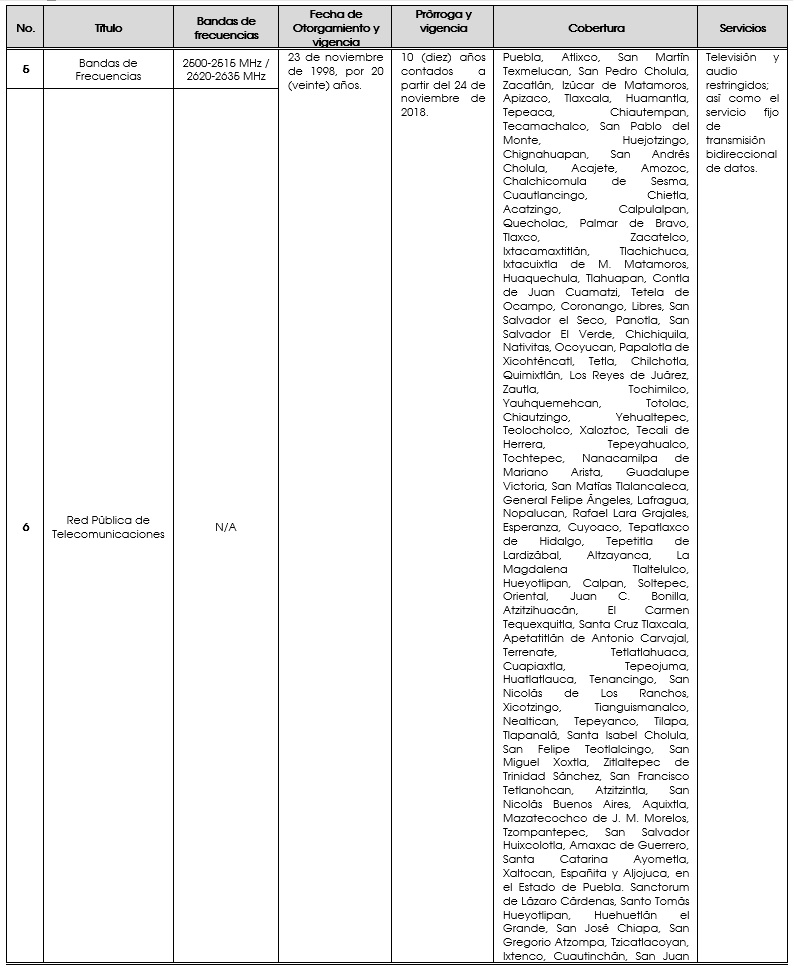 No.
Título
Bandas de
frecuencias
Fecha de
Otorgamiento y
vigencia
Prórroga y
vigencia
Cobertura
Servicios
5
Bandas de
Frecuencias
2500-2515 MHz /
2620-2635 MHz
23 de noviembre
de 1998, por 20
(veinte) años.
10 (diez) años
contados a
partir del 24 de
noviembre de
2018.
Puebla, Atlixco, San Martín
Texmelucan, San Pedro Cholula,
Zacatlán, Izúcar de Matamoros,
Apizaco, Tlaxcala, Huamantla,
Tepeaca, Chiautempan,
Tecamachalco, San Pablo del
Monte, Huejotzingo,
Chignahuapan, San Andrés
Cholula, Acajete, Amozoc,
Chalchicomula de Sesma,
Cuautlancingo, Chietla,
Acatzingo, Calpulalpan,
Quecholac, Palmar de Bravo,
Tlaxco, Zacatelco,
Ixtacamaxtitlán, Tlachichuca,
Ixtacuixtla de M. Matamoros,
Huaquechula, Tlahuapan, Contla
de Juan Cuamatzi, Tetela de
Ocampo, Coronango, Libres, San
Salvador el Seco, Panotla, San
Salvador El Verde, Chichiquila,
Nativitas, Ocoyucan, Papalotla de
Xicohténcatl, Tetla, Chilchotla,
Quimixtlán, Los Reyes de Juárez,
Zautla, Tochimilco,
Yauhquemehcan, Totolac,
Chiautzingo, Yehualtepec,
Teolocholco, Xaloztoc, Tecali de
Herrera, Tepeyahualco,
Tochtepec, Nanacamilpa de
Mariano Arista, Guadalupe
Victoria, San Matías Tlalancaleca,
General Felipe Ángeles, Lafragua,
Nopalucan, Rafael Lara Grajales,
Esperanza, Cuyoaco, Tepatlaxco
de Hidalgo, Tepetitla de
Lardizábal, Altzayanca, La
Magdalena Tlaltelulco,
Hueyotlipan, Calpan, Soltepec,
Oriental, Juan C. Bonilla,
Atzitzihuacán, El Carmen
Tequexquitla, Santa Cruz Tlaxcala,
Apetatitlán de Antonio Carvajal,
Terrenate, Tetlatlahuaca,
Cuapiaxtla, Tepeojuma,
Huatlatlauca, Tenancingo, San
Nicolás de Los Ranchos,
Xicotzingo, Tianguismanalco,
Nealtican, Tepeyanco, Tilapa,
Tlapanalá, Santa Isabel Cholula,
San Felipe Teotlalcingo, San
Miguel Xoxtla, Zitlaltepec de
Trinidad Sánchez, San Francisco
Tetlanohcan, Atzitzintla, San
Nicolás Buenos Aires, Aquixtla,
Mazatecochco de J. M. Morelos,
Tzompantepec, San Salvador
Huixcolotla, Amaxac de Guerrero,
Santa Catarina Ayometla,
Xaltocan, Españita y Aljojuca, en
el Estado de Puebla. Sanctorum
de Lázaro Cárdenas, Santo Tomás
Hueyotlipan, Huehuetlán el
Grande, San José Chiapa, San
Gregorio Atzompa, Tzicatlacoyan,
Ixtenco, Cuautinchán, San Juan
Televisión y
audio
restringidos;
así como el
servicio fijo
de
transmisión
bidireccional
de datos.
6
Red Pública de
Telecomunicaciones
N/A